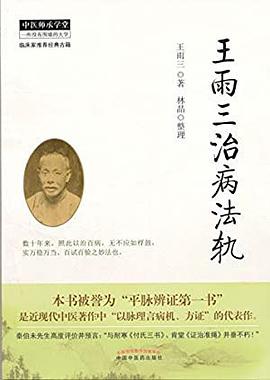 中医师承学堂
一所没有围墙的大学
临床家推荐经典古籍
王雨三治病法轨
王雨三 著
林晶 整理
数十年来，照此以治百病，无不应如桴鼓，
实万稳万当，百试百验之妙法也。
本书被誉为“平脉辨证第一书”
是近现代中医著作中“以脉理言病机、方证”的代表作。
秦伯未先生高度评价并预言：“与耐寒《付氏三书》、肯堂《证治准绳》并垂不朽！”
中国中医药出版社